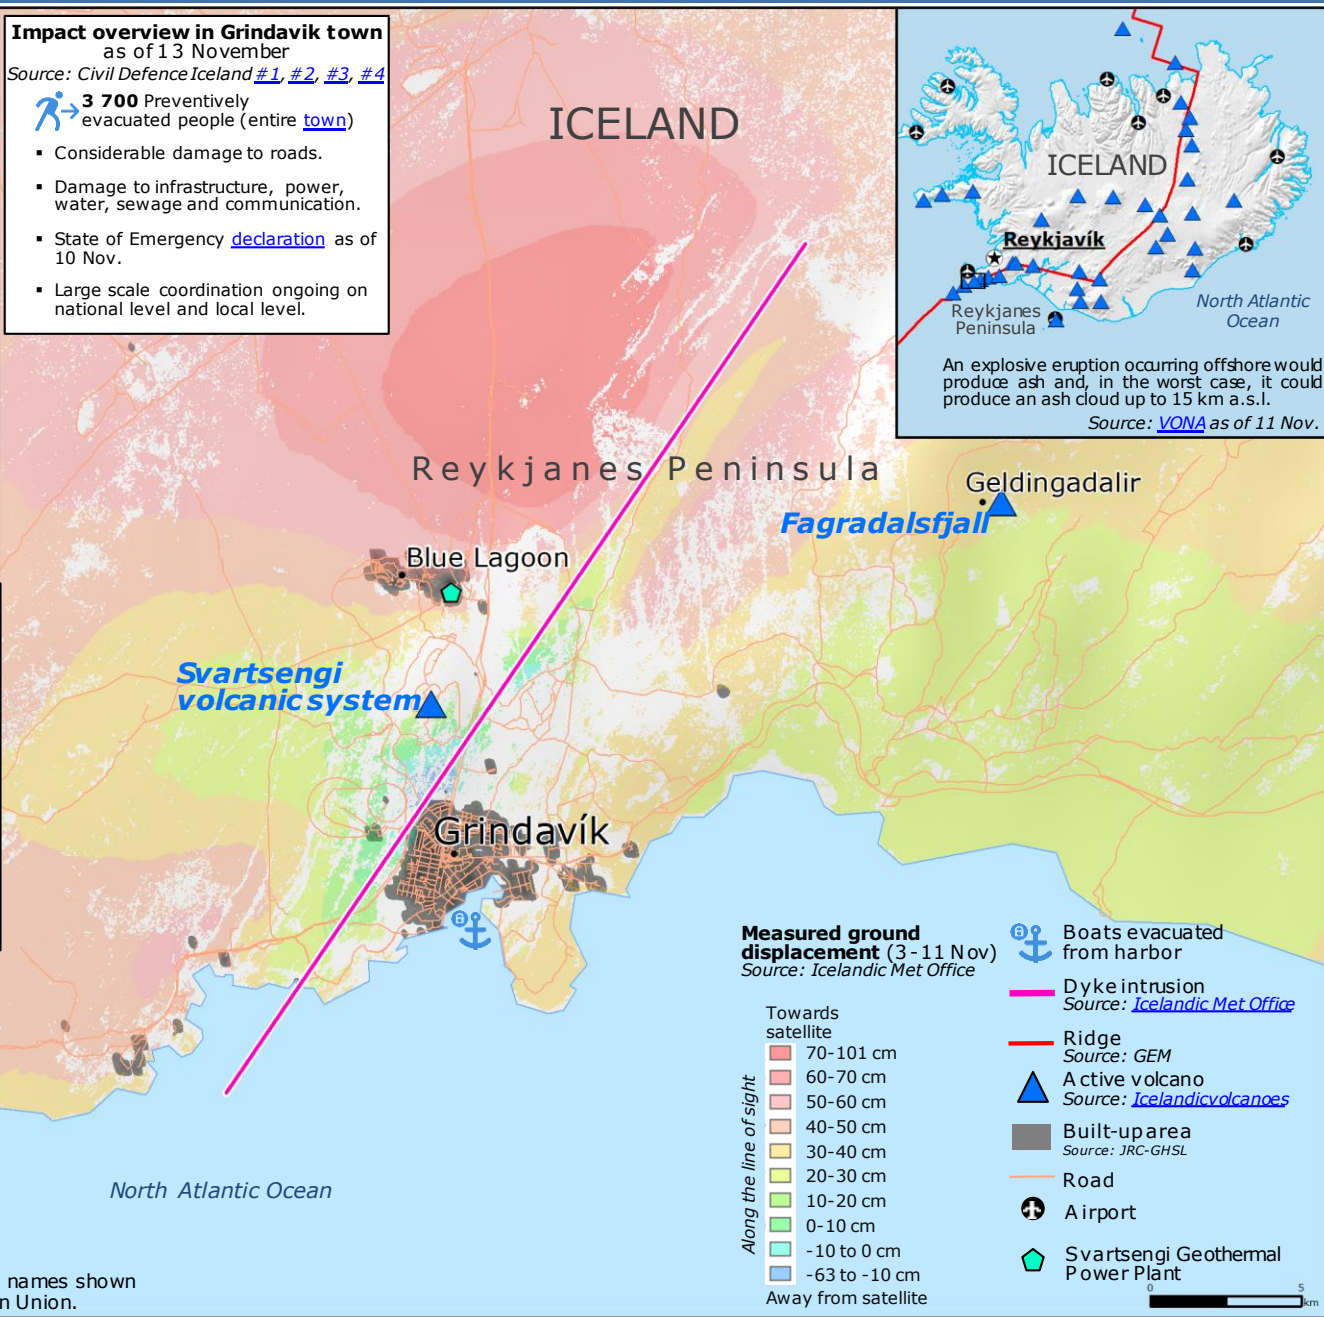 Impact overview in Grindavik town
as of 13 November
Source: Civil Defence Iceland #1, #2, #3, #4
3 700 Preventively
evacuated people (entire town)
▪ Considerable damage to roads.
▪ Damage to infrastructure, power,
water, sewage and communication.
▪ State of Emergency declaration as of
10 Nov.
▪ Large scale coordination ongoing on
national level and local level.
ICELAND
ICELAND
Reykjavík
Reykjanes
Peninsula
North Atlantic
Ocean
An explosive eruption occurring offshore would
produce ash and, in the worst case, it could
produce an ash cloud up to 15 km a.s.l.
Source: VONA as of 11 Nov.
Reykjanes Peninsula
Geldingadalir
Fagradalsfjall
Blue Lagoon
Svartsengi
volcanic system
Grindavík
North Atlantic Ocean
Measured ground
displacement (3-11 Nov)
Source: Icelandic Met Office
Towards
satellite
Along the line of sight
70-101 cm
60-70 cm
50-60 cm
40-50 cm
30-40 cm
20-30 cm
10-20 cm
0-10 cm
-10 to 0 cm
-63 to -10 cm
Away from satellite
Boats evacuated
from harbor
Dyke intrusion
Source: Icelandic Met Office
Ridge
Source: GEM
Active volcano
Source: Icelandicvolcanoes
Built-up area
Source: JRC-GHSL
Road
Airport
Svartsengi Geothermal
Power Plant
0 5
km
names shown
n Union.